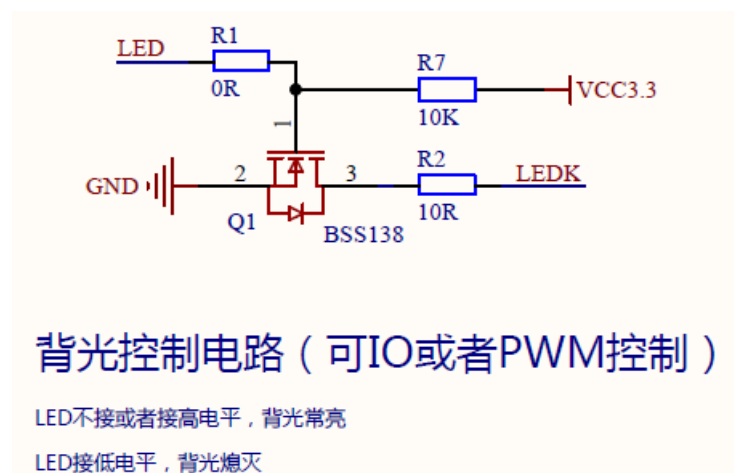 LED
R1
0R
R7
10K
VCC3.3
1
GND
2
3
R2
10R
LEDK
Q1
BSS138
背光控制电路（可IO或者PWM控制）
LED不接或者接高电平，背光常亮
LED接低电平，背光熄灭